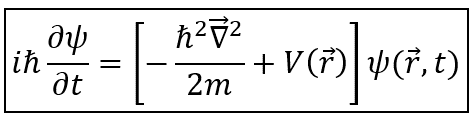 iħ ∂ψ/∂t = [−ħ²∇⃗²/2m + V(r⃗)] ψ(r⃗, t)